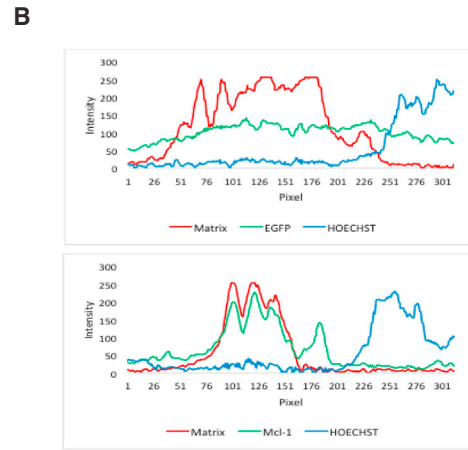 B
300
250
200
150
100
50
0
Intensity
1 26 51 76 101 126 151 176 201 226 251 276 301
Pixel
Matrix EGFP HOECHST
300
250
200
150
100
50
0
Intensity
1 26 51 76 101 126 151 176 201 226 251 276 301
Pixel
Matrix Mcl-1 HOECHST